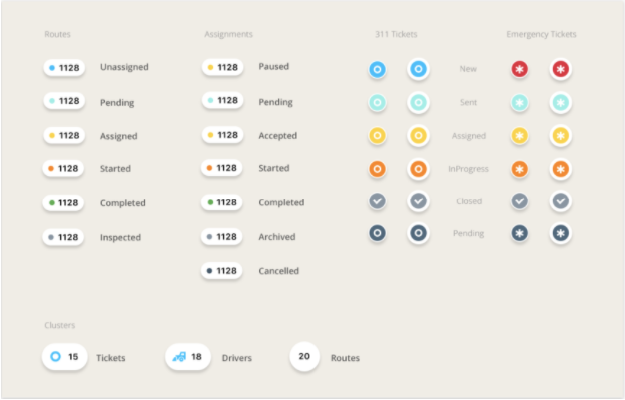 Routes Assignments 311 Tickets Emergency Tickets
1128 Unassigned 1128 Paused New
1128 Pending 1128 Pending Sent
1128 Assigned 1128 Accepted Assigned
1128 Started 1128 Started InProgress
1128 Completed 1128 Completed Closed
1128 Inspected 1128 Archived Pending
1128 Cancelled
Clusters
15 Tickets 18 Drivers 20 Routes